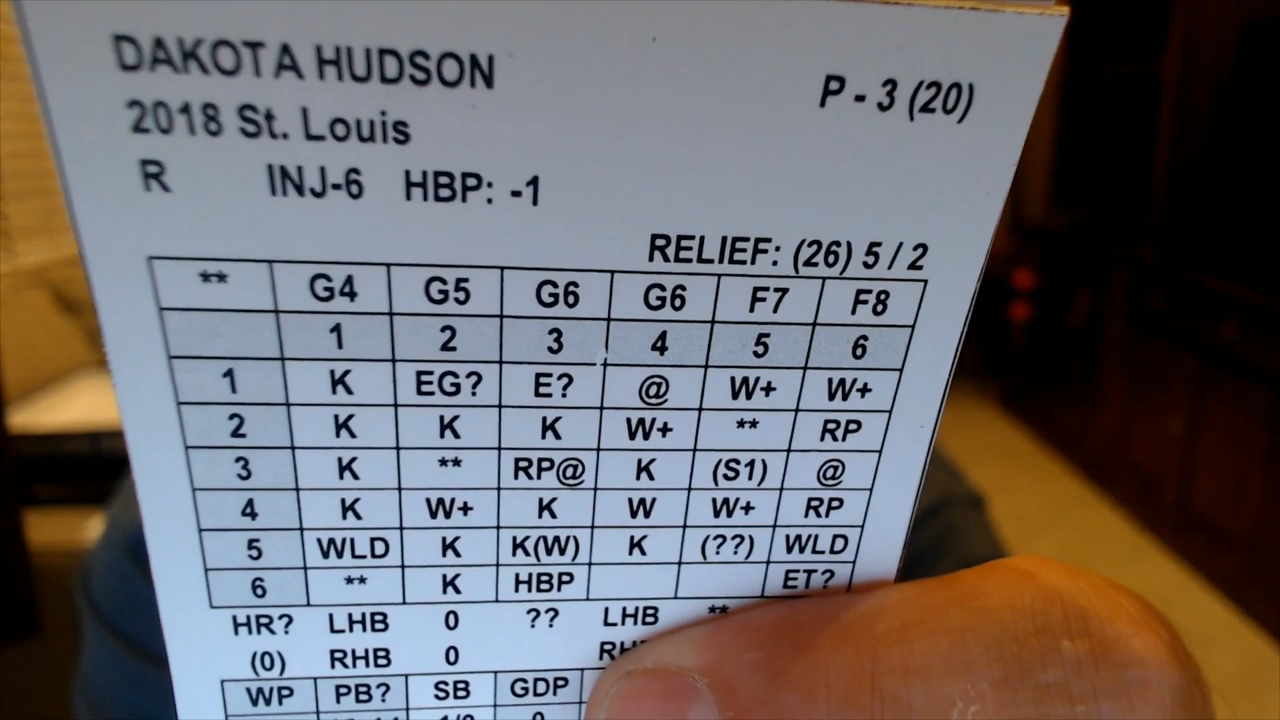 DAKOTA HUDSON
P - 3 (20)
2018 St. Louis
R INJ-6 HBP: -1
RELIEF: (26) 5 / 2
** G4 G5 G6 G6 F7 F8
1 2 3 4 5 6
1 K EG? E? @ W+ W+
2 K K K W+ ** RP
3 K ** RP@ K (S1) @
4 K W+ K W W+ RP
5 WLD K K(W) K (??) WLD
6 ** K HBP ET?
HR? LHB 0 ?? LHB **
(0) RHB 0
WP PB? SB GDP